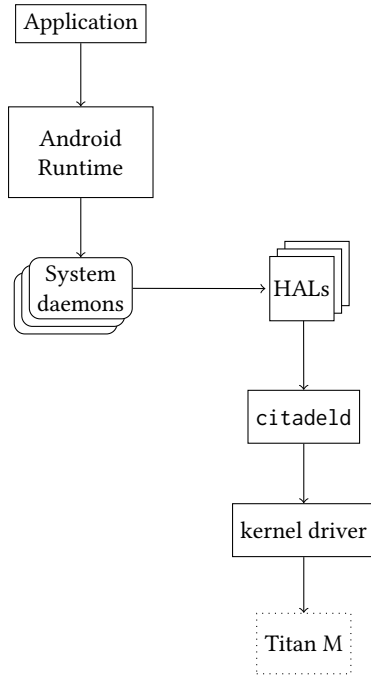 Application
Android
Runtime
System
daemons
HALs
citadeld
kernel driver
Titan M